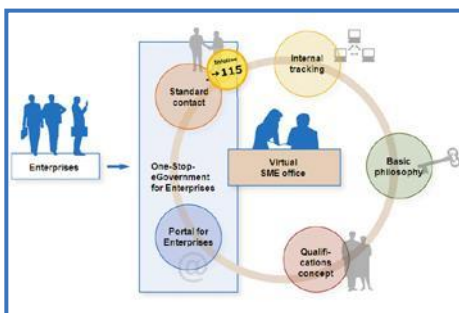 Initiative
→115
Standard
contact
Internal
tracking
Enterprises
One-Stop-
eGovernment
for Enterprises
Virtual
SME office
Basic
philosophy
Portal for
Enterprises
@
Qualifi-
cations
concept